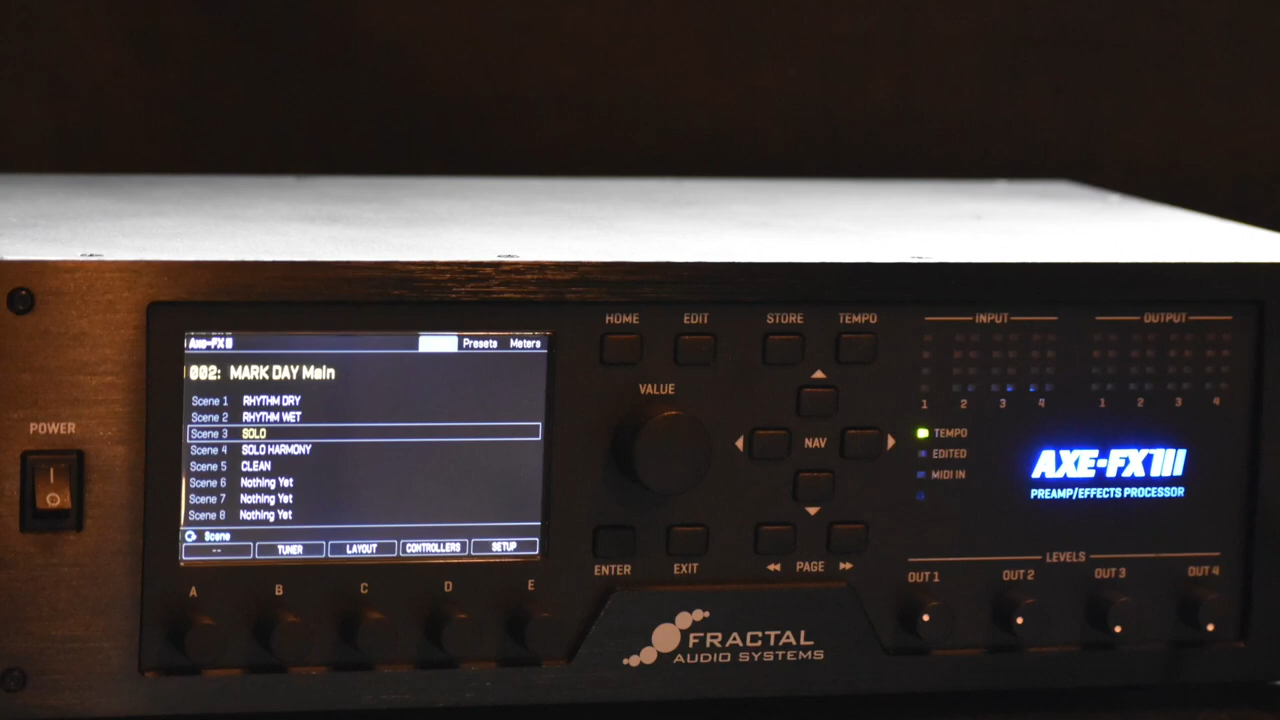 HOME EDIT STORE TEMPO
INPUT
OUTPUT
1 2 3 4
1 2 3 4
Axe-FX III
Presets Meters
002: MARK DAY Main
Scene 1 RHYTHM DRY
Scene 2 RHYTHM WET
Scene 3 SOLO
Scene 4 SOLO HARMONY
Scene 5 CLEAN
Scene 6 Nothing Yet
Scene 7 Nothing Yet
Scene 8 Nothing Yet
Scene
-- TUNER LAYOUT CONTROLLERS SETUP
A B C D E
POWER
VALUE
NAV
ENTER EXIT PAGE
TEMPO
EDITED
MIDI IN
AXE-FX III
PREAMP/EFFECTS PROCESSOR
LEVELS
OUT 1 OUT 2 OUT 3 OUT 4
FRACTAL
AUDIO SYSTEMS